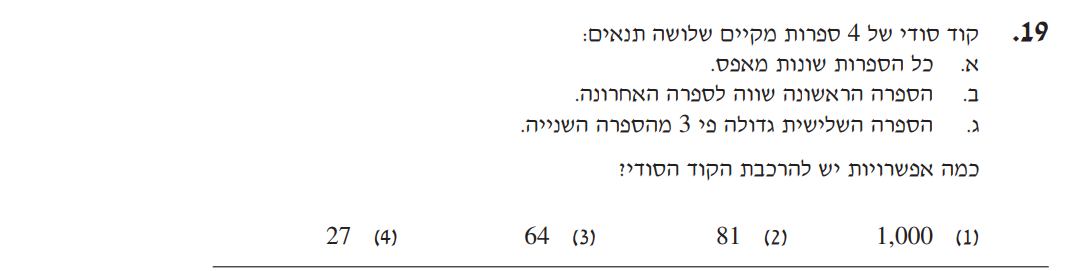 19. קוד סודי של 4 ספרות מקיים שלושה תנאים:
א. כל הספרות שונות מאפס.
ב. הספרה הראשונה שווה לספרה האחרונה.
ג. הספרה השלישית גדולה פי 3 מהספרה השנייה.
כמה אפשרויות יש להרכבת הקוד הסודי?
(1) 1,000 (2) 81 (3) 64 (4) 27